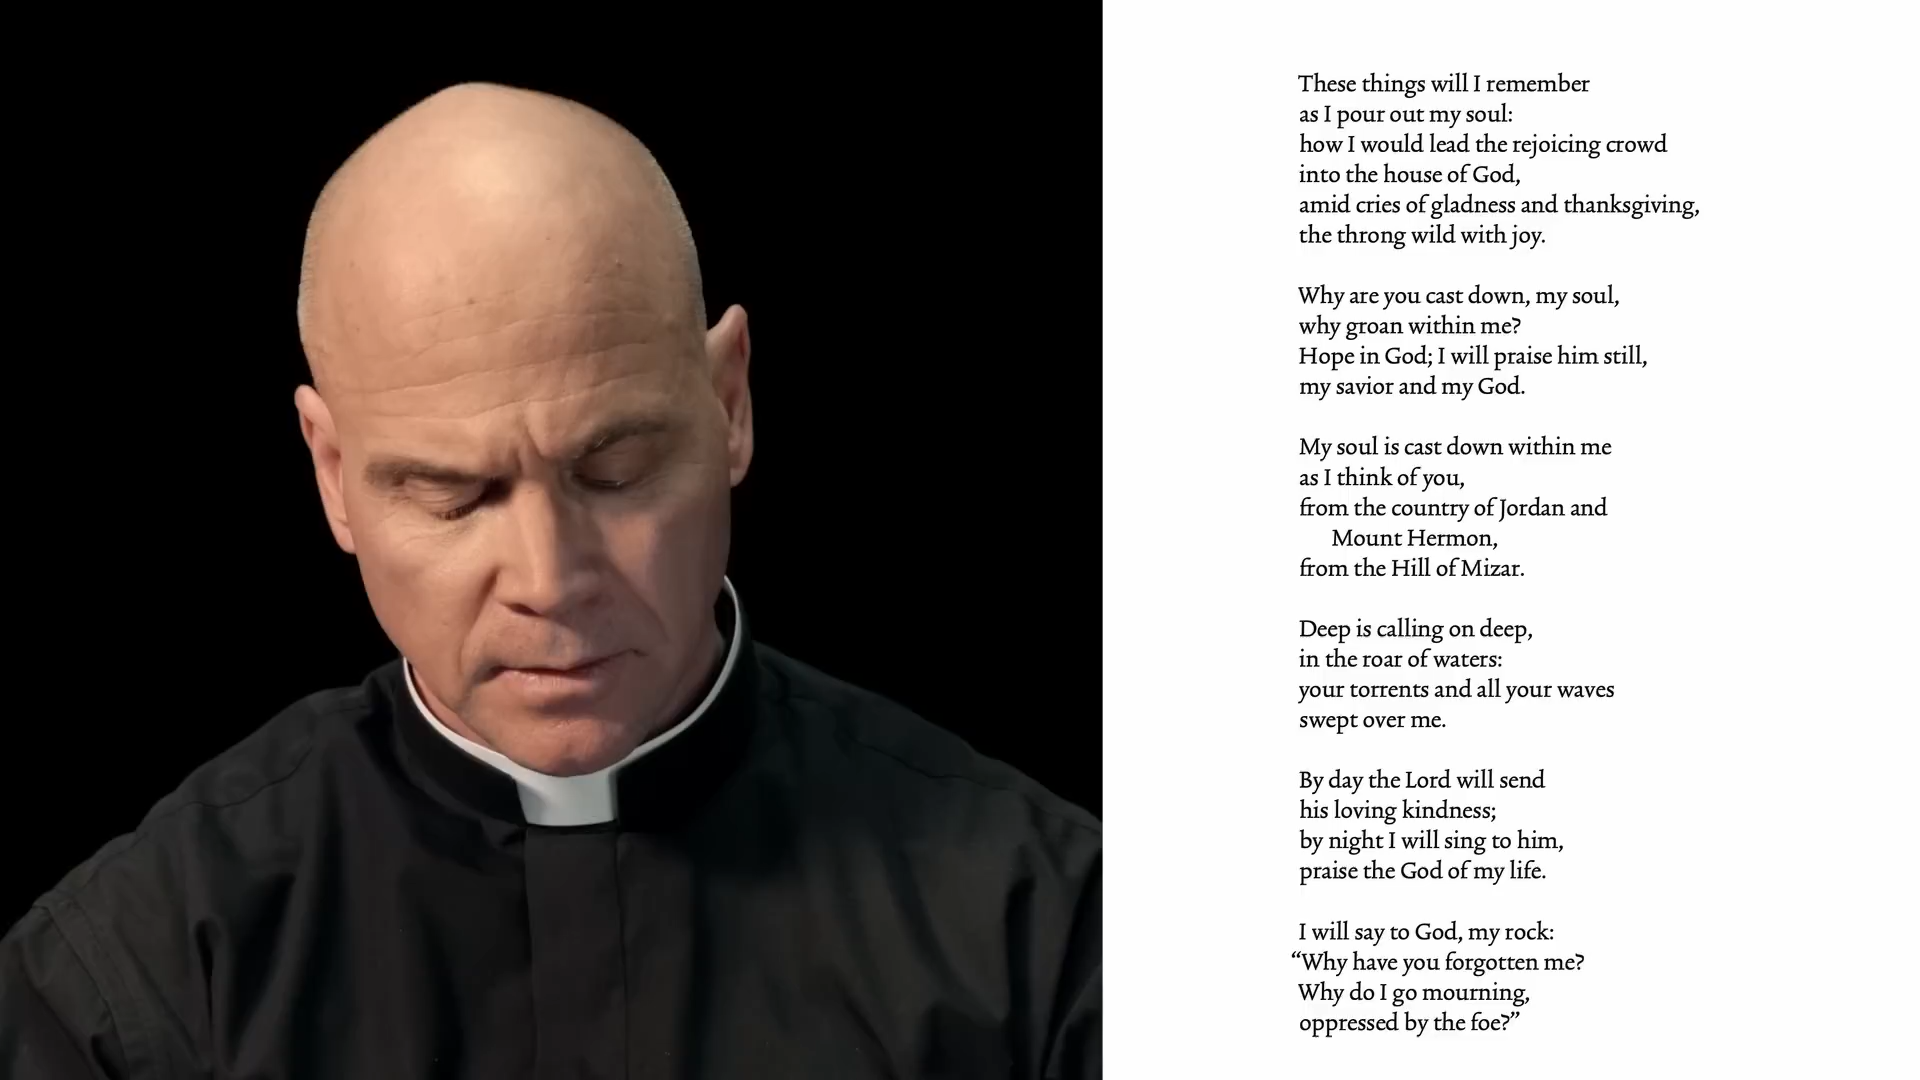 These things will I remember
as I pour out my soul:
how I would lead the rejoicing crowd
into the house of God,
amid cries of gladness and thanksgiving,
the throng wild with joy.
Why are you cast down, my soul,
why groan within me?
Hope in God; I will praise him still,
my savior and my God.
My soul is cast down within me
as I think of you,
from the country of Jordan and
Mount Hermon,
from the Hill of Mizar.
Deep is calling on deep,
in the roar of waters:
your torrents and all your waves
swept over me.
By day the Lord will send
his loving kindness;
by night I will sing to him,
praise the God of my life.
I will say to God, my rock:
“Why have you forgotten me?
Why do I go mourning,
oppressed by the foe?”